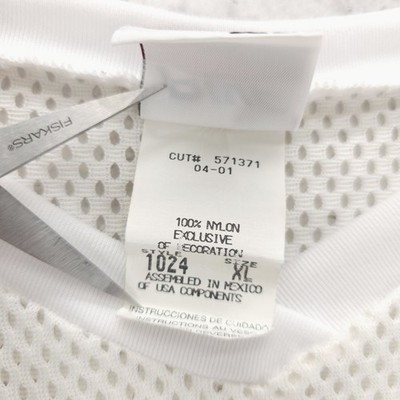 FISKARS
CUT# 571371
04-01
100% NYLON
EXCLUSIVE
OF DECORATION
STYLE SIZE
1024 XL
ASSEMBLED IN MEXICO
OF USA COMPONENTS
INSTRUCCIONES DE CUIDADO